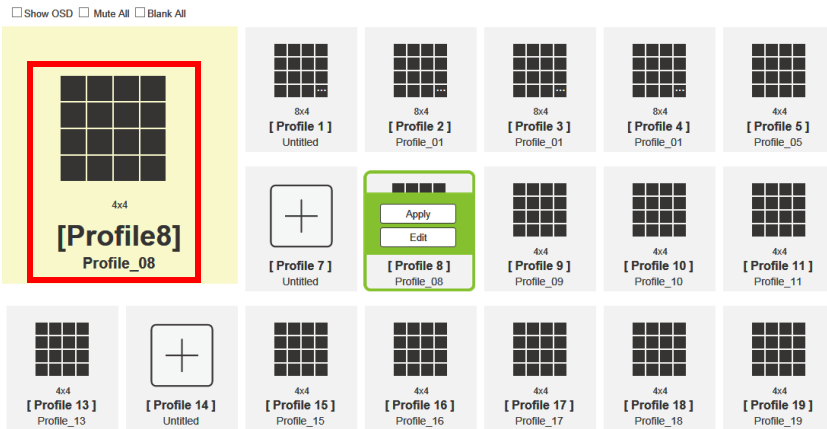 Show OSD Mute All Blank All
4x4
[Profile8]
Profile_08
8x4
[ Profile 1 ]
Untitled
8x4
[ Profile 2 ]
Profile_01
8x4
[ Profile 3 ]
Profile_01
8x4
[ Profile 4 ]
Profile_01
4x4
[ Profile 5 ]
Profile_05
[ Profile 7 ]
Untitled
Apply
Edit
[ Profile 8 ]
Profile_08
4x4
[ Profile 9 ]
Profile_09
4x4
[ Profile 10 ]
Profile_10
4x4
[ Profile 11 ]
Profile_11
4x4
[ Profile 13 ]
Profile_13
[ Profile 14 ]
Untitled
4x4
[ Profile 15 ]
Profile_15
4x4
[ Profile 16 ]
Profile_16
4x4
[ Profile 17 ]
Profile_17
4x4
[ Profile 18 ]
Profile_18
4x4
[ Profile 19 ]
Profile_19